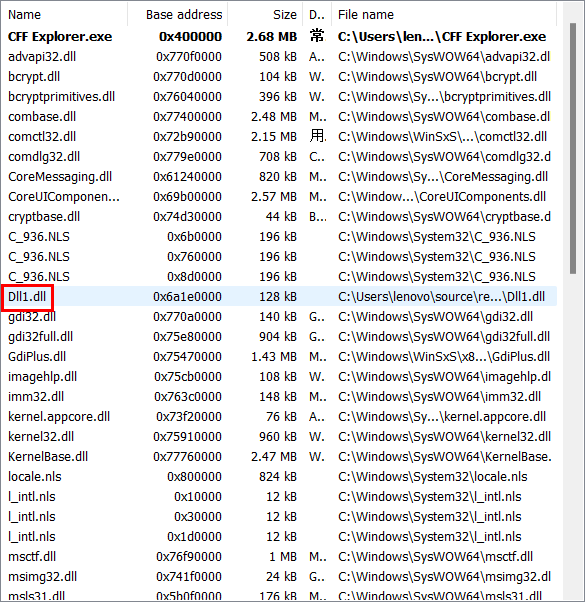 Name Base address Size D.. File name
CFF Explorer.exe 0x400000 2.68 MB 常 C:\Users\len...\CFF Explorer.exe
advapi32.dll 0x770f0000 508 kB A.. C:\Windows\SysWOW64\advapi32.dl
bcrypt.dll 0x770d0000 104 kB W. C:\Windows\SysWOW64\bcrypt.dll
bcryptprimitives.dll 0x76040000 396 kB W. C:\Windows\Sy...\bcryptprimitives.dll
combase.dll 0x77400000 2.48 MB M.. C:\Windows\SysWOW64\combase.dll
comctl32.dll 0x72b90000 2.15 MB 用. C:\Windows\WinSxS\...\comctl32.dll
comdlg32.dll 0x779e0000 708 kB C.. C:\Windows\SysWOW64\comdlg32.d
CoreMessaging.dll 0x61240000 820 kB M.. C:\Windows\Sy...\CoreMessaging.dll
CoreUIComponen... 0x69b00000 2.57 MB M.. C:\Window...\CoreUIComponents.dll
cryptbase.dll 0x74d30000 44 kB B... C:\Windows\SysWOW64\cryptbase.d
C_936.NLS 0x6b0000 196 kB C:\Windows\System32\C_936.NLS
C_936.NLS 0x760000 196 kB C:\Windows\System32\C_936.NLS
C_936.NLS 0x8d0000 196 kB C:\Windows\System32\C_936.NLS
Dll1.dll 0x6a1e0000 128 kB C:\Users\lenovo\source\re...\Dll1.dll
gdi32.dll 0x770a0000 140 kB G.. C:\Windows\SysWOW64\gdi32.dll
gdi32full.dll 0x75e80000 904 kB G.. C:\Windows\SysWOW64\gdi32full.dll
GdiPlus.dll 0x75470000 1.43 MB M.. C:\Windows\WinSxS\x8...\GdiPlus.dll
imagehlp.dll 0x75cb0000 108 kB W. C:\Windows\SysWOW64\imagehlp.dl
imm32.dll 0x763c0000 148 kB M.. C:\Windows\SysWOW64\imm32.dll
kernel.appcore.dll 0x73f20000 76 kB A.. C:\Windows\Sy...\kernel.appcore.dll
kernel32.dll 0x75910000 960 kB W. C:\Windows\SysWOW64\kernel32.dll
KernelBase.dll 0x77760000 2.47 MB W. C:\Windows\SysWOW64\KernelBase.
locale.nls 0x800000 824 kB C:\Windows\System32\locale.nls
l_intl.nls 0x10000 12 kB C:\Windows\System32\l_intl.nls
l_intl.nls 0x30000 12 kB C:\Windows\System32\l_intl.nls
l_intl.nls 0x1d0000 12 kB C:\Windows\System32\l_intl.nls
msctf.dll 0x76f90000 1 MB M.. C:\Windows\SysWOW64\msctf.dll
msimg32.dll 0x741f0000 24 kB G.. C:\Windows\SysWOW64\msimg32.dl
msls31.dll 0x5b0f0000 176 kB M.. C:\Windows\SysWOW64\msls31.dll